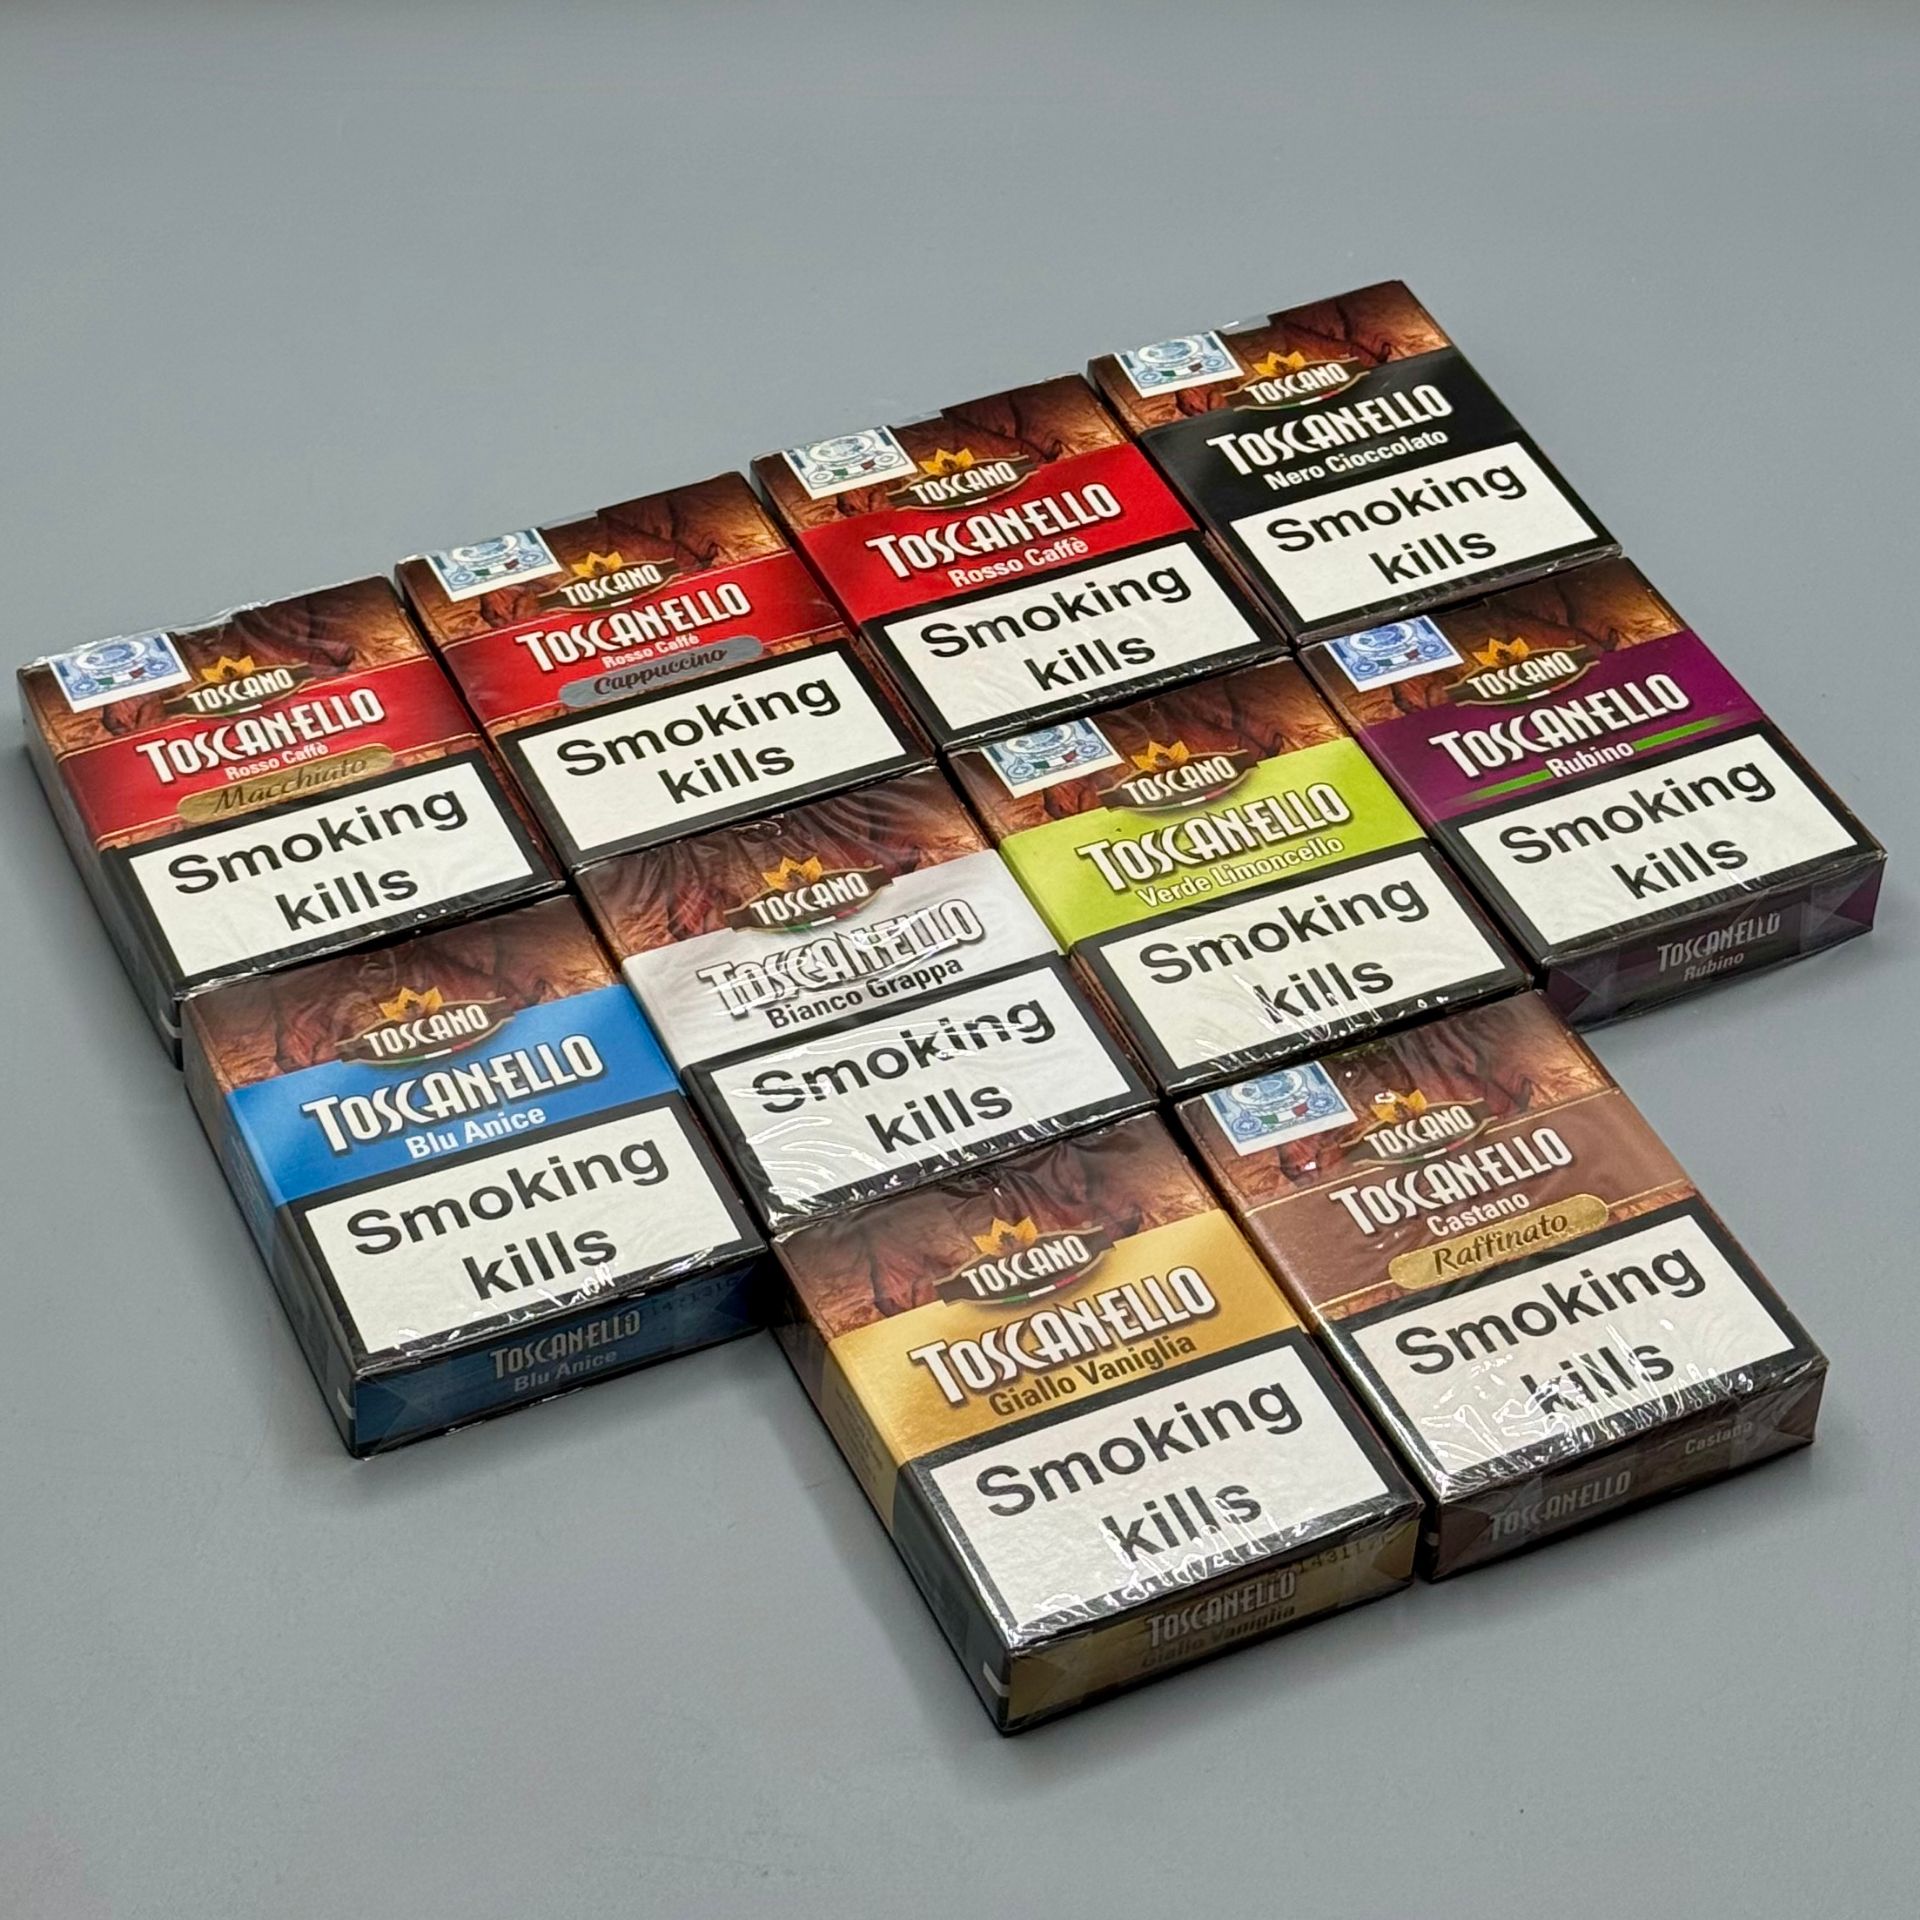 TOSCANO
TOSCANELLO
Rosso Caffè
Macchiato
Smoking
kills
TOSCANO
TOSCANELLO
Rosso Caffè
Cappuccino
Smoking
kills
TOSCANO
TOSCANELLO
Rosso Caffè
Smoking
kills
TOSCANO
TOSCANELLO
Nero Cioccolato
Smoking
kills
TOSCANO
TOSCANELLO
Blu Anice
Smoking
kills
TOSCANELLO
Blu Anice
TOSCANO
TOSCANELLO
Bianco Grappa
Smoking
kills
TOSCANO
TOSCANELLO
Verde Limoncello
Smoking
kills
TOSCANO
TOSCANELLO
Rubino
Smoking
kills
TOSCANELLO
Rubino
TOSCANO
TOSCANELLO
Giallo Vaniglia
Smoking
kills
TOSCANELLO
Giallo Vaniglia
TOSCANO
TOSCANELLO
Castano
Raffinato
Smoking
kills
TOSCANELLO
Castano